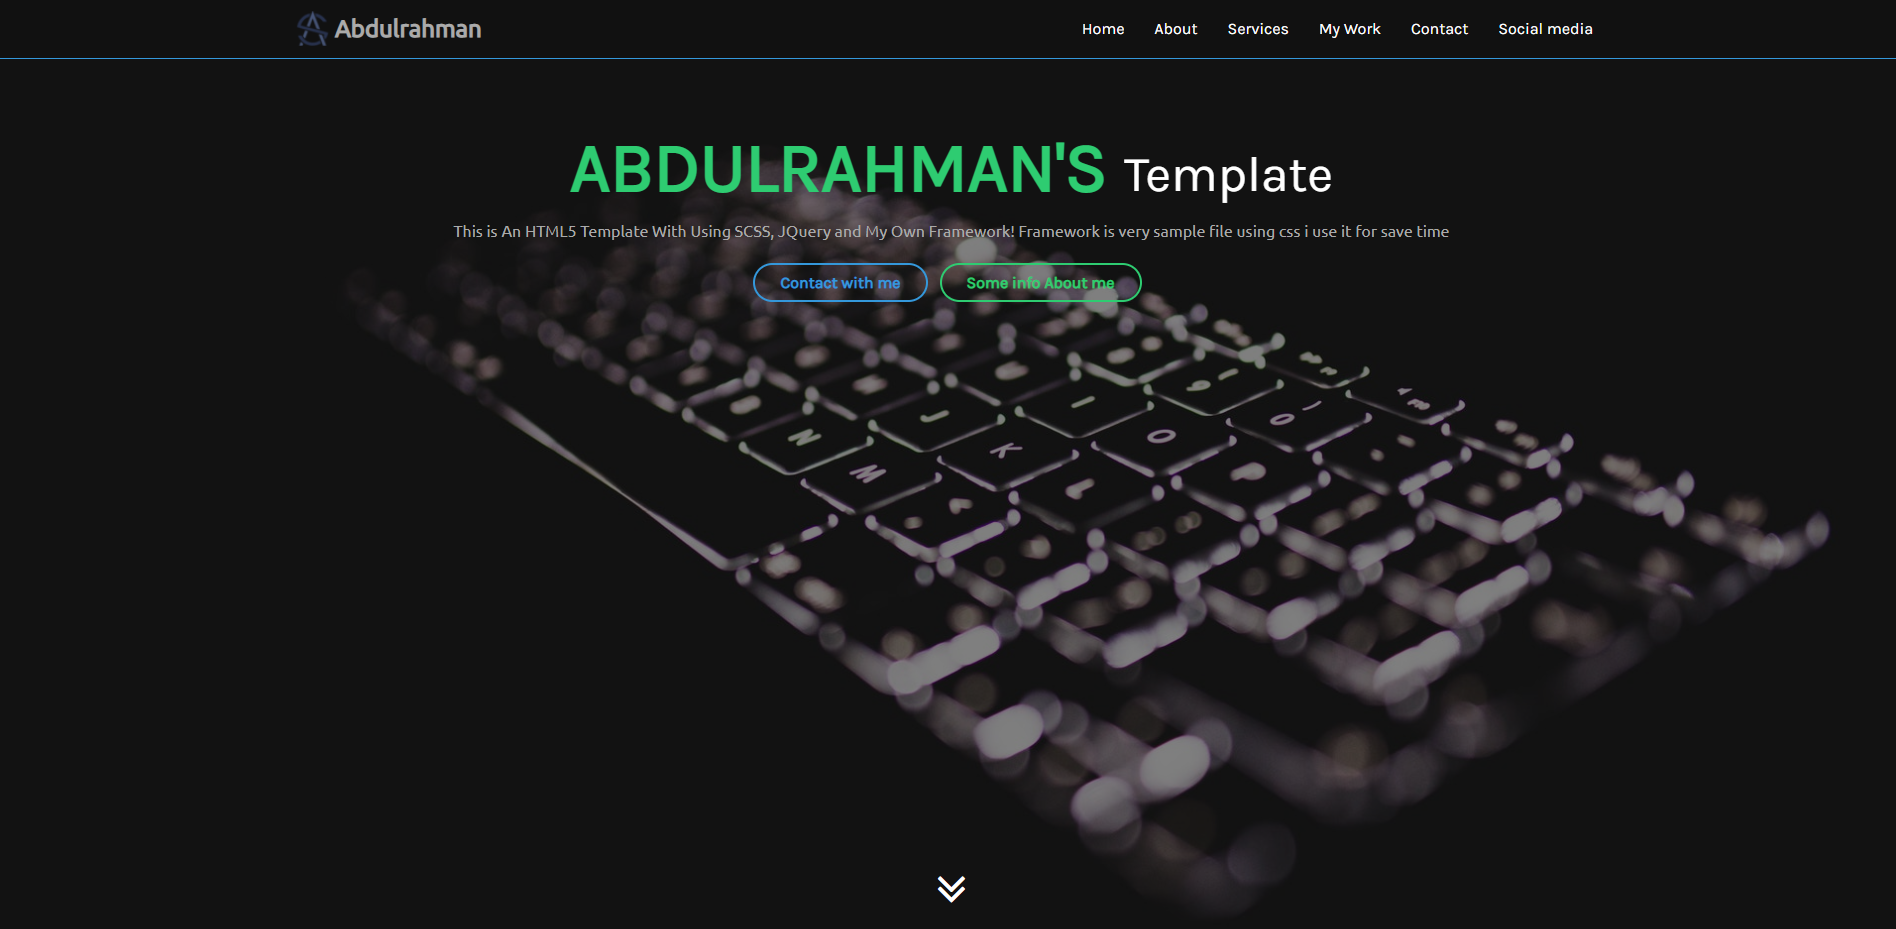 Abdulrahman
Home About Services My Work Contact Social media
ABDULRAHMAN'S Template
This is An HTML5 Template With Using SCSS, JQuery and My Own Framework! Framework is very sample file using css i use it for save time
Contact with me Some info About me
N J I 9
M K O 0
L P